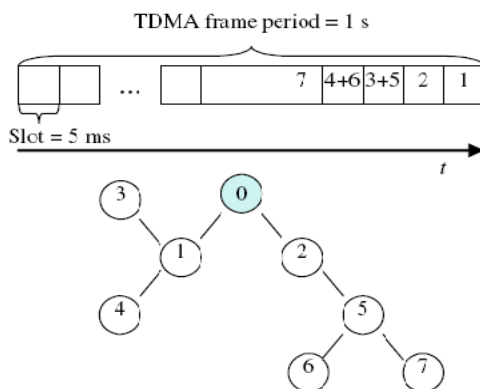 TDMA frame period = 1 s
... 7 4+6 3+5 2 1
Slot = 5 ms
t
3 0
1 2
4 5
6 7